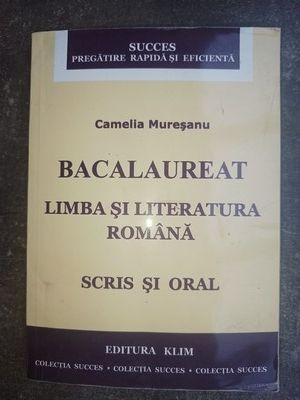 SUCCES
PREGĂTIRE RAPIDĂ ȘI EFICIENTĂ
Camelia Mureşanu
BACALAUREAT
LIMBA ŞI LITERATURA
ROMÂNĂ
SCRIS ŞI ORAL
EDITURA KLIM
COLECŢIA SUCCES • COLECŢIA SUCCES • COLECŢIA SUCCES